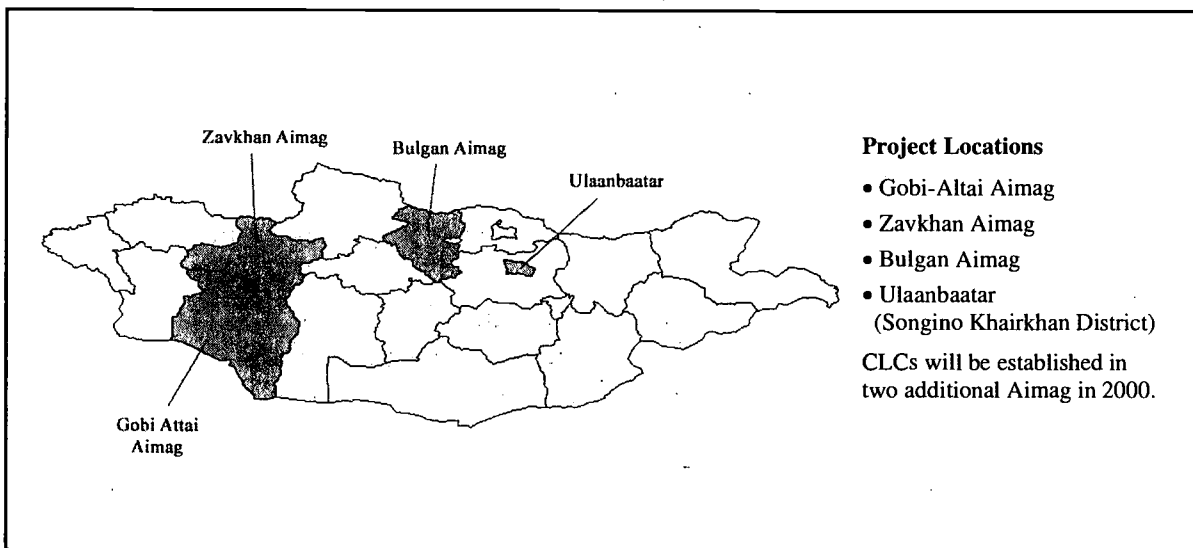 Zavkhan Aimag
Bulgan Aimag
Ulaanbaatar
Gobi Attai
Aimag
Project Locations
• Gobi-Altai Aimag
• Zavkhan Aimag
• Bulgan Aimag
• Ulaanbaatar
(Songino Khairkhan District)
CLCs will be established in
two additional Aimag in 2000.